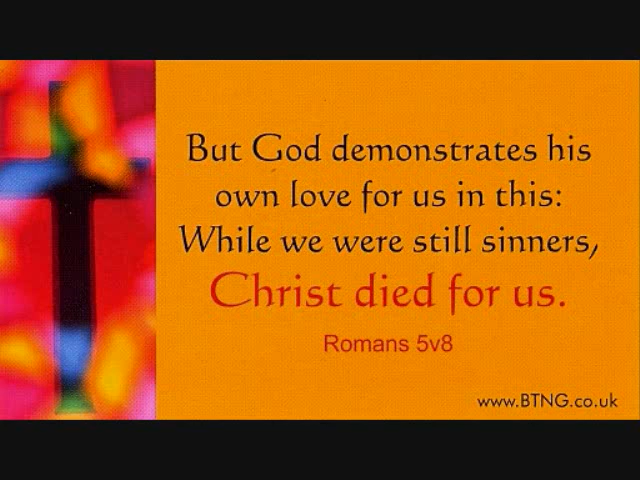 But God demonstrates his
own love for us in this:
While we were still sinners,
Christ died for us.
Romans 5v8
www.BTNG.co.uk